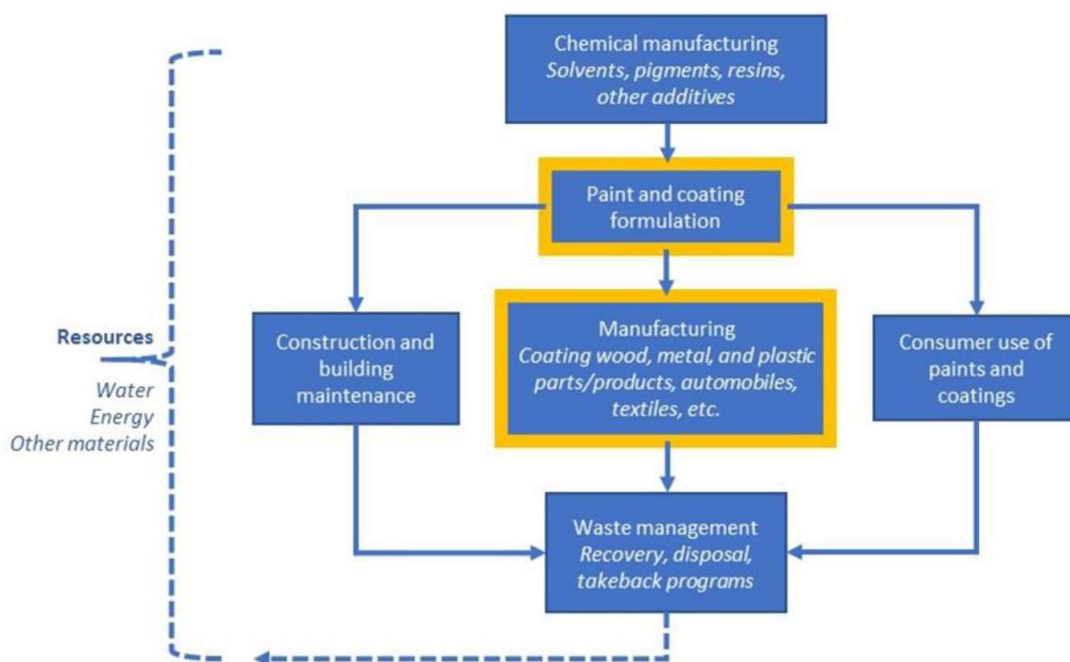 Chemical manufacturing
Solvents, pigments, resins,
other additives
Paint and coating
formulation
Resources
Water
Energy
Other materials
Construction and
building
maintenance
Manufacturing
Coating wood, metal, and plastic
parts/products, automobiles,
textiles, etc.
Consumer use of
paints and
coatings
Waste management
Recovery, disposal,
takeback programs